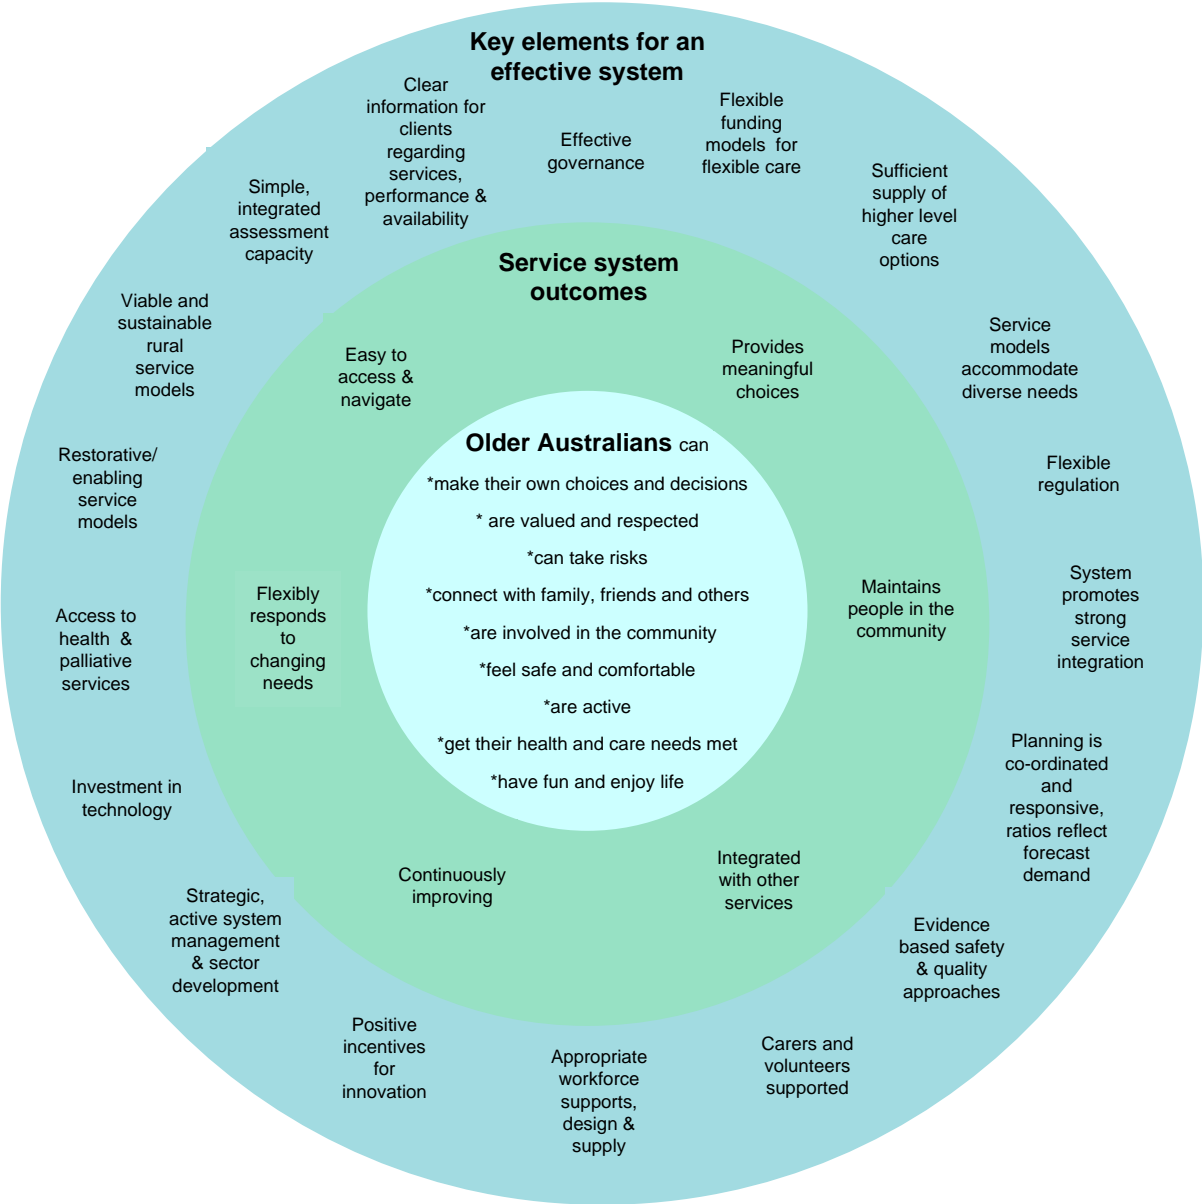 Key elements for an
effective system
Clear
information for
clients
regarding
services,
performance &
availability
Effective
governance
Flexible
funding
models for
flexible care
Sufficient
supply of
higher level
care
options
Service
models
accommodate
diverse needs
Flexible
regulation
System
promotes
strong
service
integration
Planning is
co-ordinated
and
responsive,
ratios reflect
forecast
demand
Evidence
based safety
& quality
approaches
Carers and
volunteers
supported
Appropriate
workforce
supports,
design &
supply
Positive
incentives
for
innovation
Strategic,
active system
management
& sector
development
Investment in
technology
Access to
health &
palliative
services
Restorative/
enabling
service
models
Viable and
sustainable
rural
service
models
Simple,
integrated
assessment
capacity
Service system
outcomes
Easy to
access &
navigate
Provides
meaningful
choices
Maintains
people in the
community
Integrated
with other
services
Continuously
improving
Flexibly
responds
to
changing
needs
Older Australians can
*make their own choices and decisions
* are valued and respected
*can take risks
*connect with family, friends and others
*are involved in the community
*feel safe and comfortable
*are active
*get their health and care needs met
*have fun and enjoy life